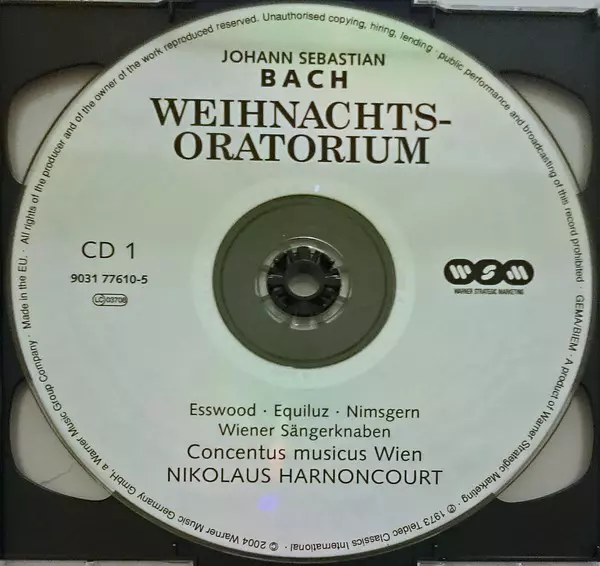 JOHANN SEBASTIAN
BACH
WEIHNACHTS-
ORATORIUM
CD 1
9031 77610-5
LC 03706
WSM
WARNER STRATEGIC MARKETING
Esswood · Equiluz · Nimsgern
Wiener Sängerknaben
Concentus musicus Wien
NIKOLAUS HARNONCOURT
Made in the EU. · All rights of the producer and of the owner of the work reproduced reserved. Unauthorised copying, hiring, lending · public performance and broadcasting of this record prohibited · GEMA/BIEM · A product of Warner Strategic Marketing · ℗ 1973 Teldec Classics International · © 2004 Warner Music Group Germany GmbH, a Warner Music Group Company ·